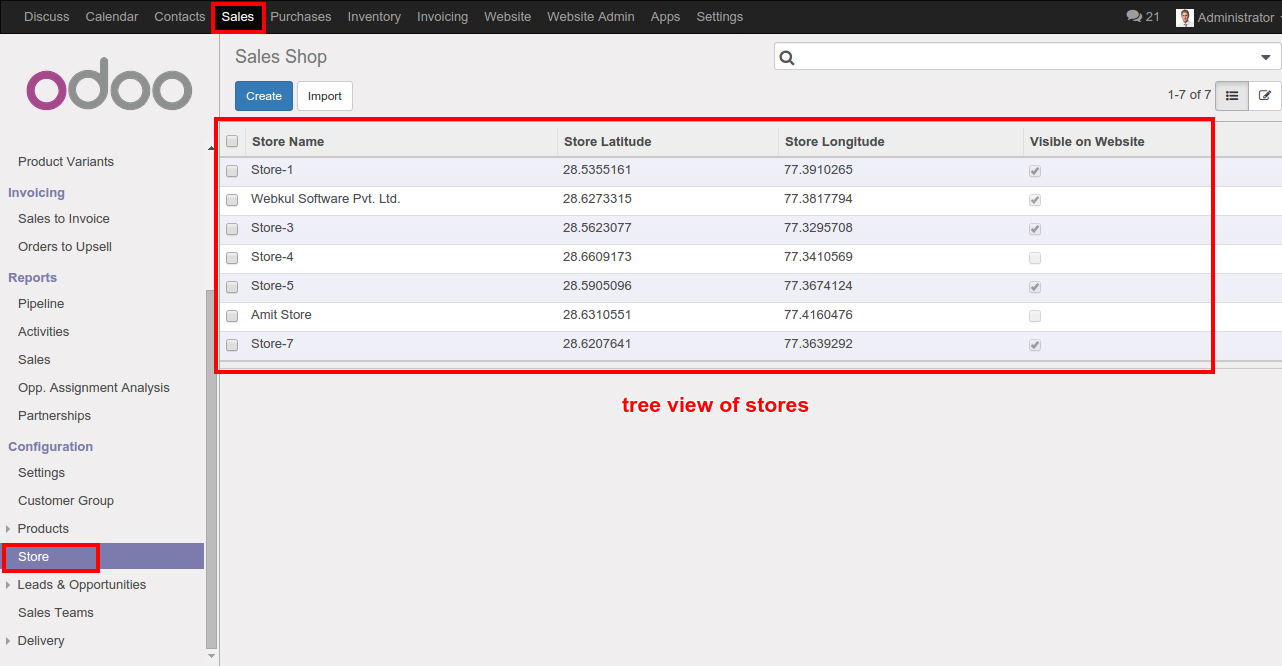 Discuss Calendar Contacts Sales Purchases Inventory Invoicing Website Website Admin Apps Settings 21 Administrator
odoo
Sales Shop
Create Import 1-7 of 7
Product Variants
Invoicing
Sales to Invoice
Orders to Upsell
Reports
Pipeline
Activities
Sales
Opp. Assignment Analysis
Partnerships
Configuration
Settings
Customer Group
Products
Store
Leads & Opportunities
Sales Teams
Delivery
Store Name Store Latitude Store Longitude Visible on Website
Store-1 28.5355161 77.3910265
Webkul Software Pvt. Ltd. 28.6273315 77.3817794
Store-3 28.5623077 77.3295708
Store-4 28.6609173 77.3410569
Store-5 28.5905096 77.3674124
Amit Store 28.6310551 77.4160476
Store-7 28.6207641 77.3639292
tree view of stores